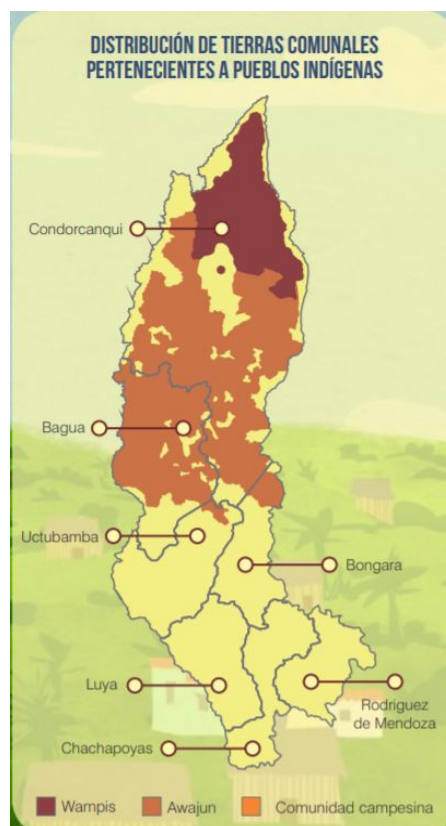 DISTRIBUCIÓN DE TIERRAS COMUNALES
PERTENECIENTES A PUEBLOS INDÍGENAS
Condorcanqui
Bagua
Uctubamba
Bongara
Luya
Rodriguez
de Mendoza
Chachapoyas
Wampis
Awajun
Comunidad campesina